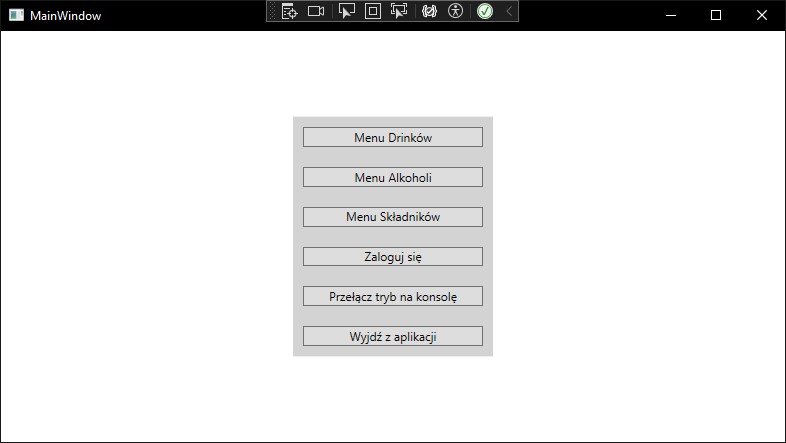 MainWindow
Menu Drinków
Menu Alkoholi
Menu Składników
Zaloguj się
Przełącz tryb na konsolę
Wyjdź z aplikacji